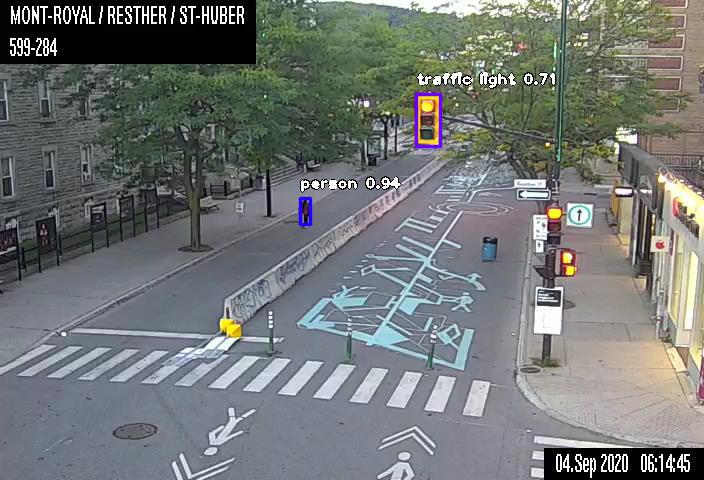 MONT-ROYAL / RESTHER / ST-HUBER
599-284
traffic light 0.71
person 0.94
04.Sep 2020 06:14:45